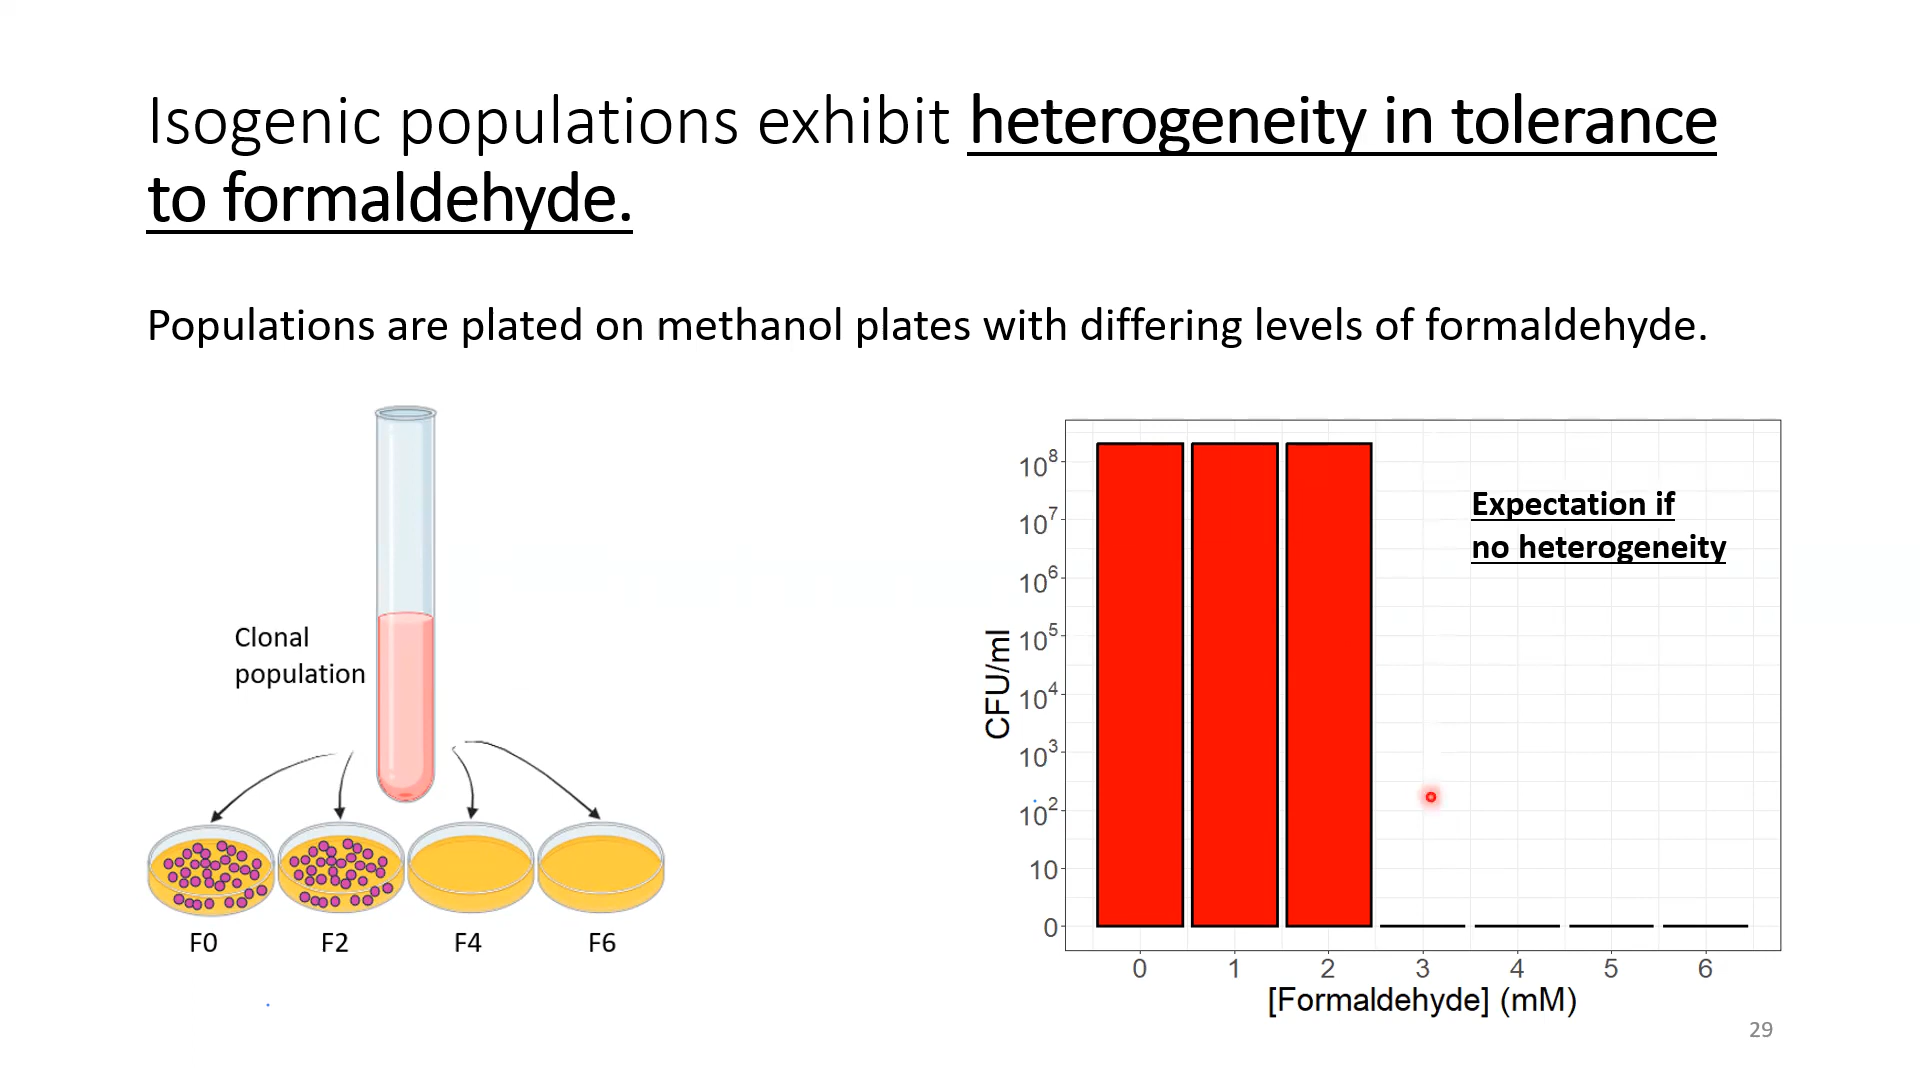 Isogenic populations exhibit heterogeneity in tolerance
to formaldehyde.
Populations are plated on methanol plates with differing levels of formaldehyde.
Clonal
population
F0 F2 F4 F6
Expectation if
no heterogeneity
CFU/ml
10⁸
10⁷
10⁶
10⁵
10⁴
10³
10²
10
0
0 1 2 3 4 5 6
[Formaldehyde] (mM)
29